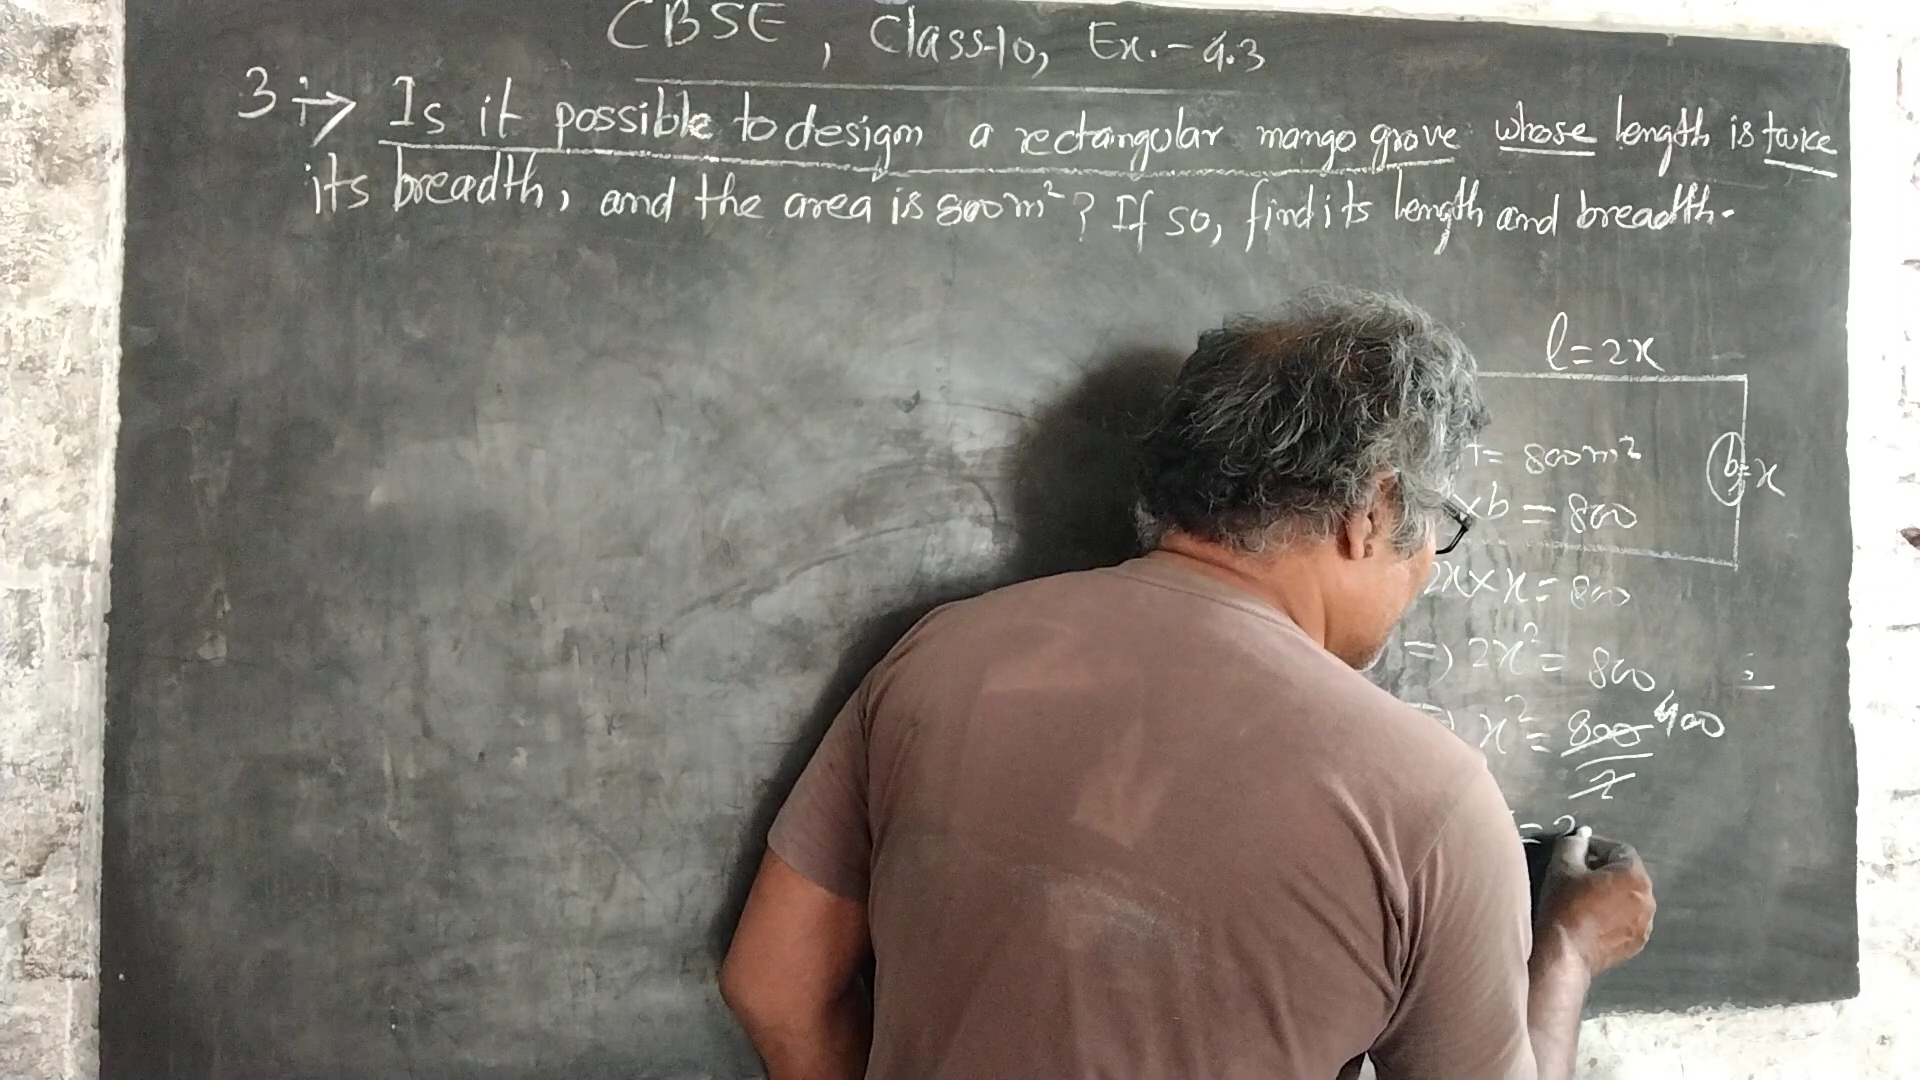 CBSE, Class-10, Ex.-4.3
3 Is it possible to design a rectangular mango grove whose length is twice
its breadth, and the area is 800m²? If so, find its length and breadth.
l=2x
= 800m²
b=x
xb = 800
2x×x=800
⇒ 2x²= 800
x²= 800/2 400
=2